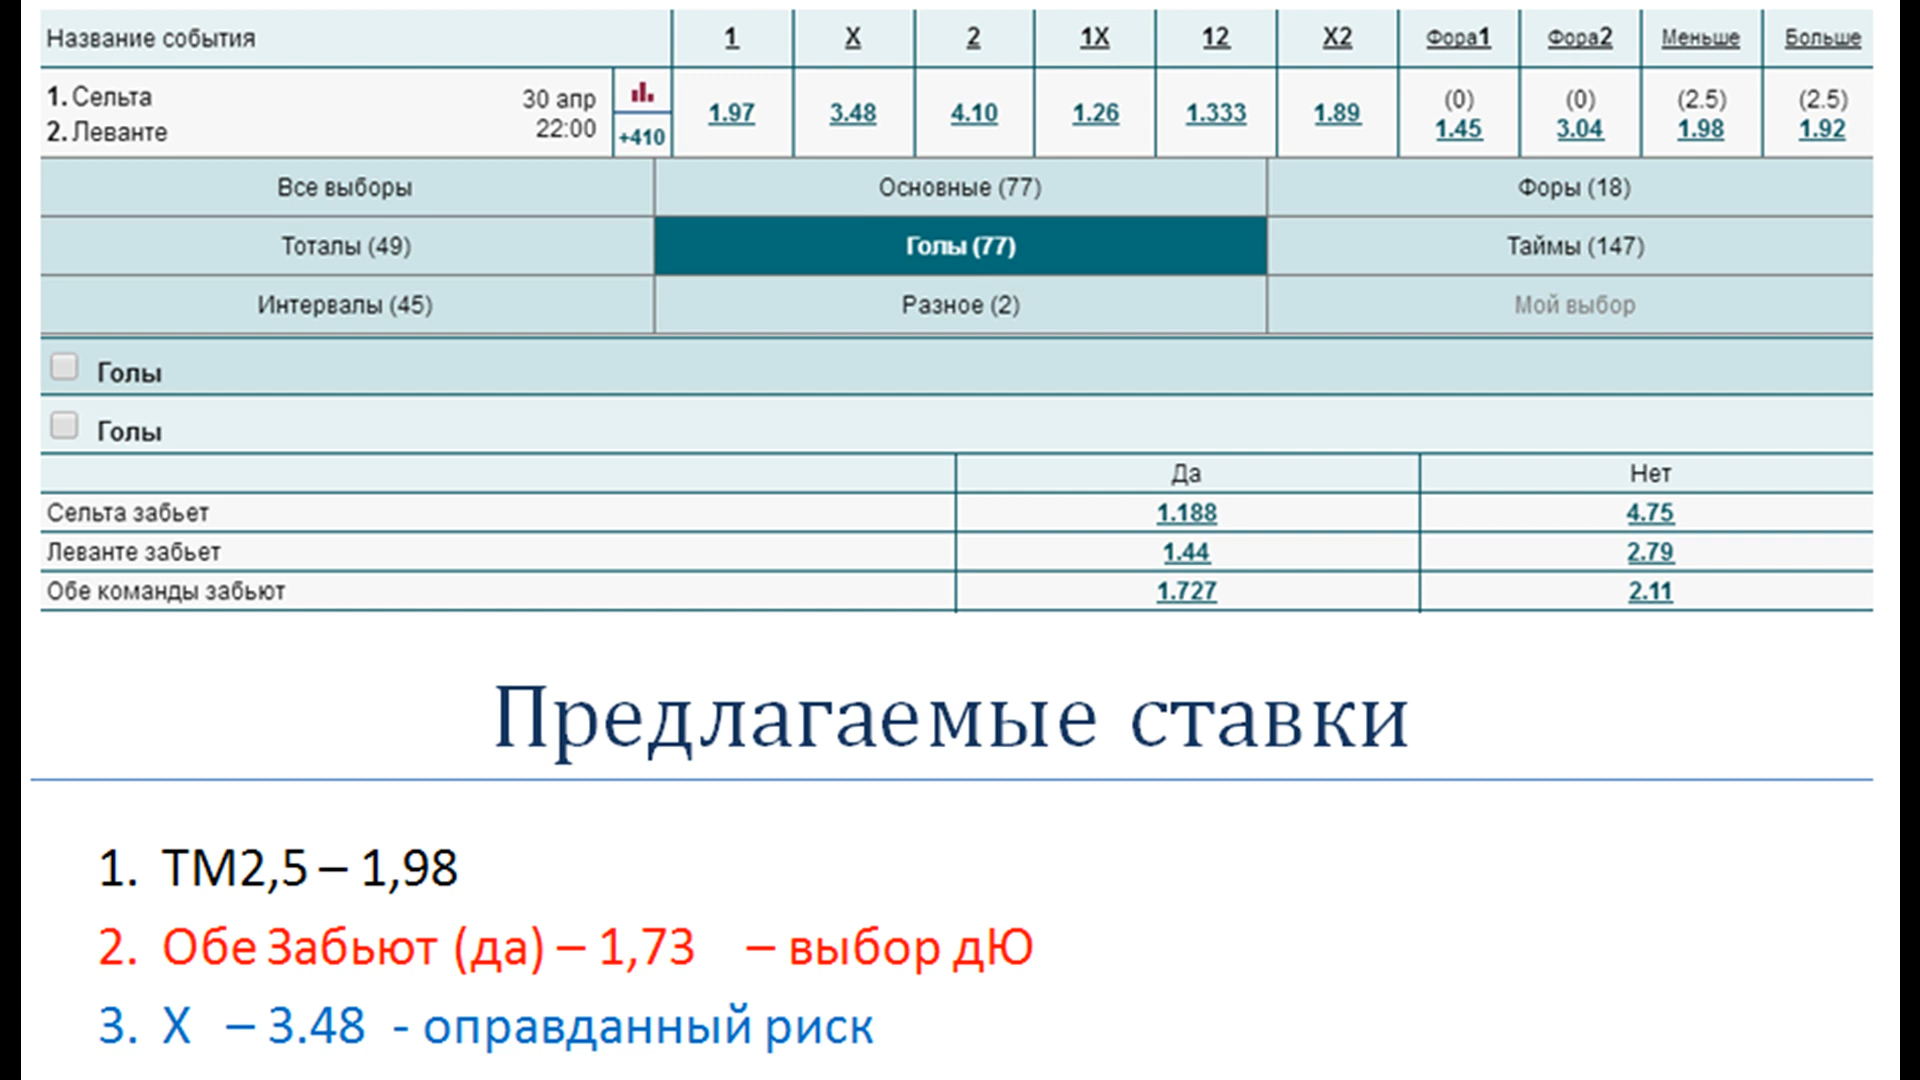 Название события 1 X 2 1X 12 X2 Фора1 Фора2 Меньше Больше
1. Сельта 30 апр (0) (0) (2.5) (2.5)
2. Леванте 22:00 +410 1.97 3.48 4.10 1.26 1.333 1.89 1.45 3.04 1.98 1.92
Все выборы Основные (77) Форы (18)
Тоталы (49) Голы (77) Таймы (147)
Интервалы (45) Разное (2) Мой выбор
Голы
Голы
Да Нет
Сельта забьет 1.188 4.75
Леванте забьет 1.44 2.79
Обе команды забьют 1.727 2.11
Предлагаемые ставки
1. ТМ2,5 – 1,98
2. Обе Забьют (да) – 1,73 – выбор дЮ
3. Х – 3.48 - оправданный риск